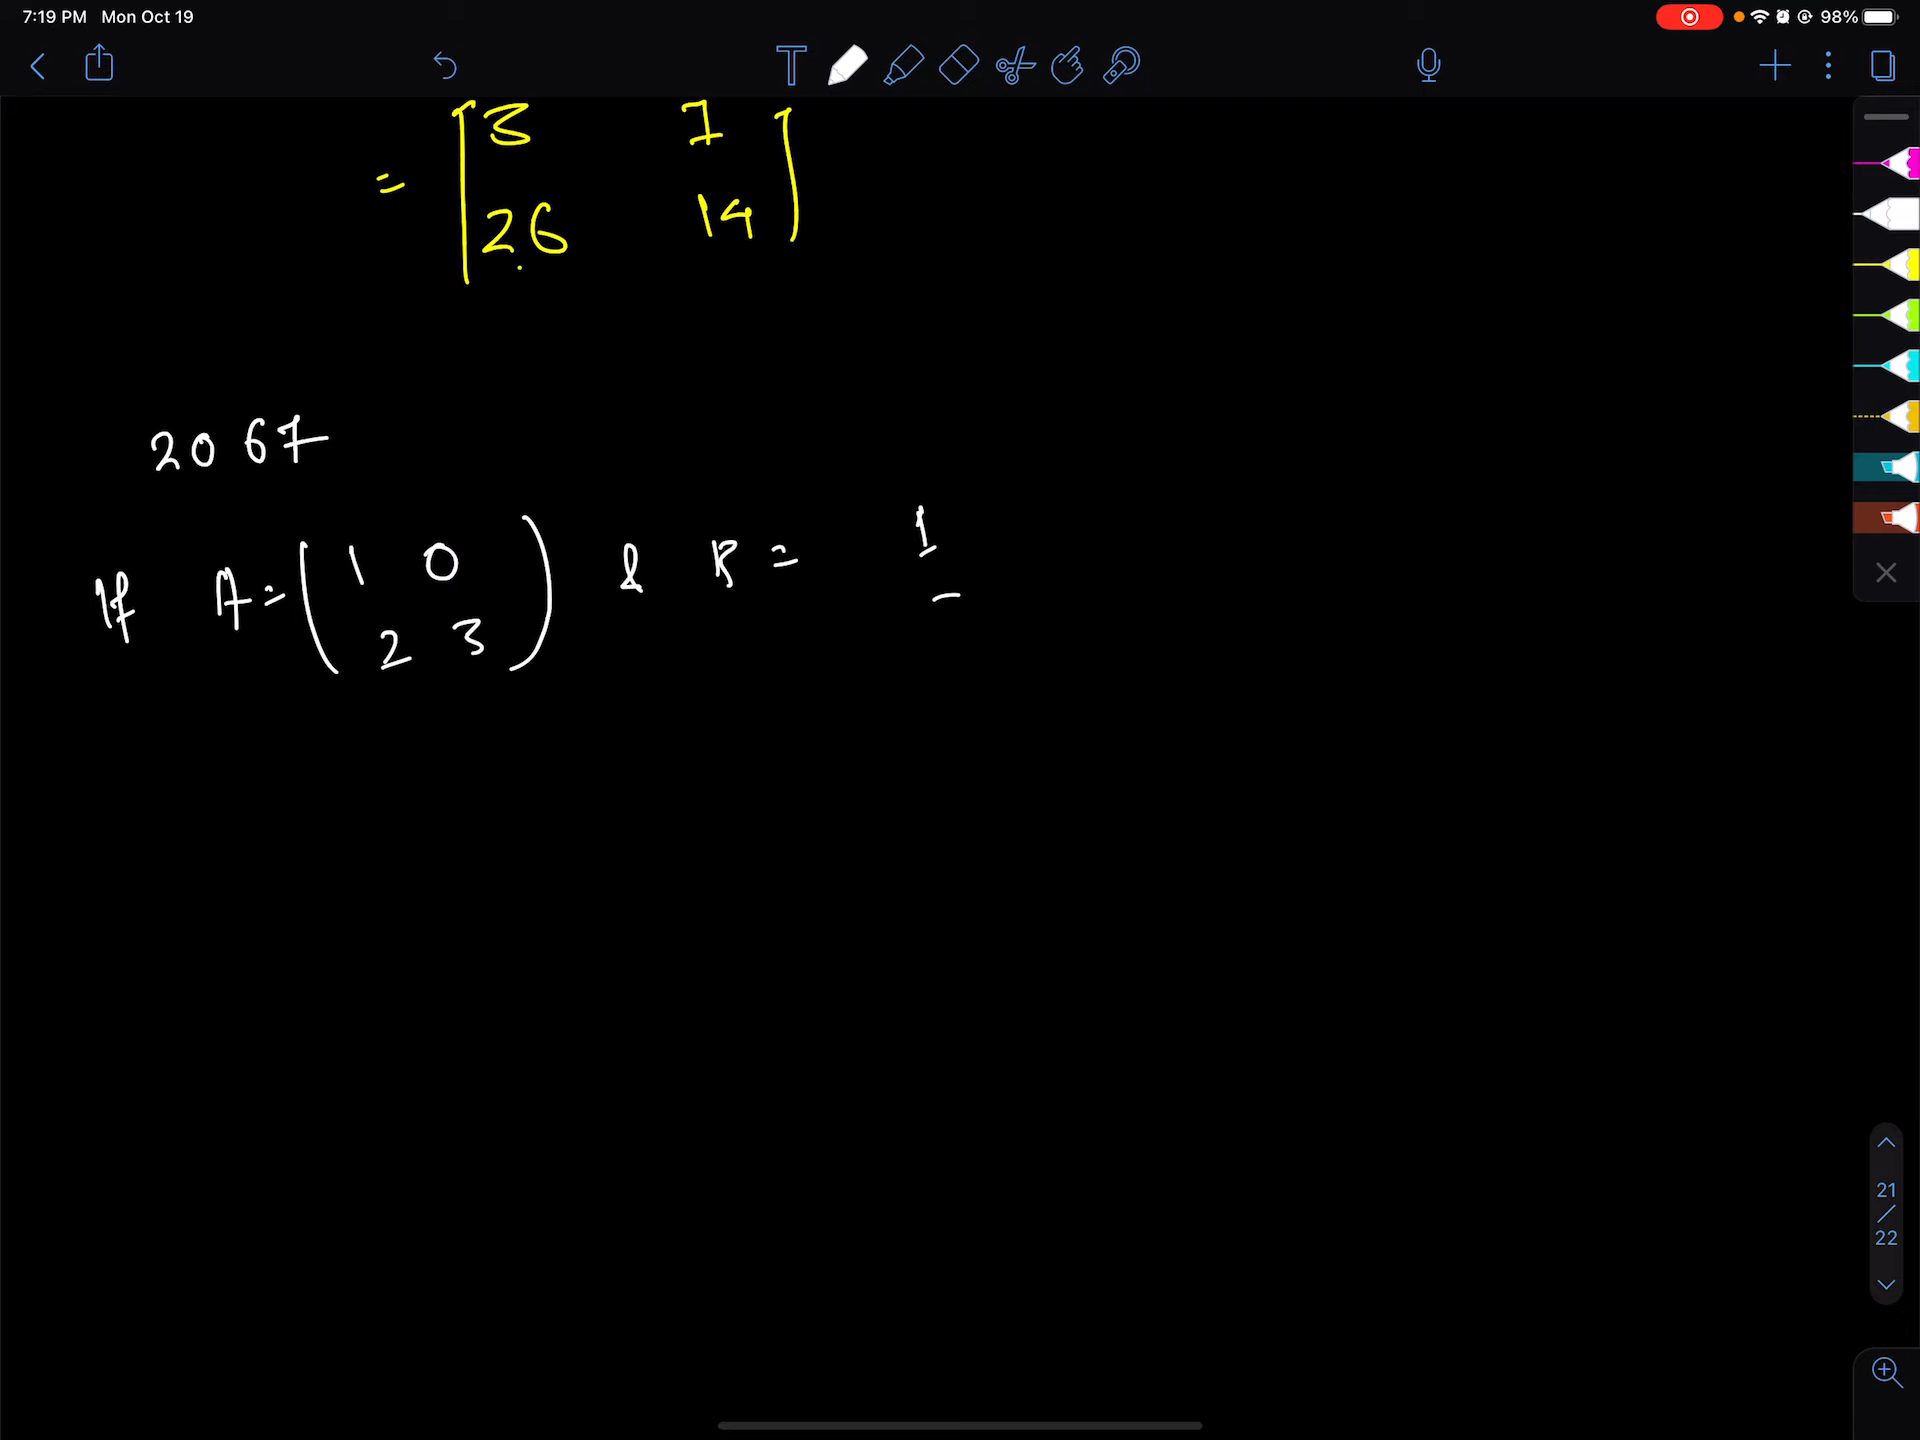 7:19 PM Mon Oct 19 98%
3 7
=
26 14
2067
If A = ( 1 0 ) & B = 1
2 3 -
21
/
22